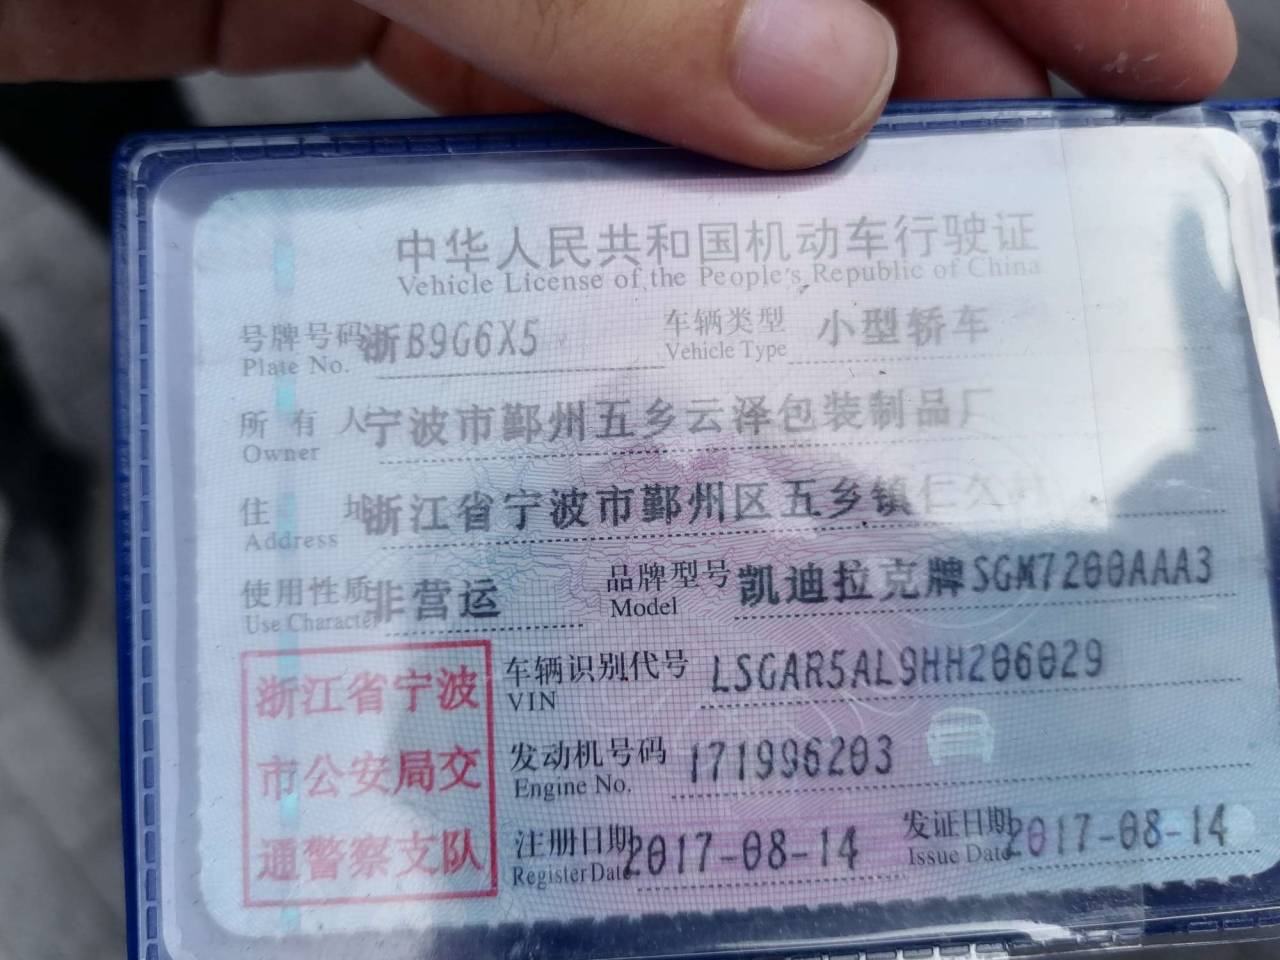 中华人民共和国机动车行驶证
Vehicle License of the People's Republic of China
号牌号码 浙B9G6X5 车辆类型 小型轿车
Plate No. Vehicle Type
所有人 宁波市鄞州五乡云泽包装制品厂
Owner
住址 浙江省宁波市鄞州区五乡镇仁久
Address
使用性质 非营运 品牌型号 凯迪拉克牌SGM7200AAA3
Use Character Model
车辆识别代号 LSGAR5AL9HH206029
VIN
发动机号码 171996203
Engine No.
注册日期 2017-08-14 发证日期 2017-08-14
Register Date Issue Date
浙江省宁波
市公安局交
通警察支队